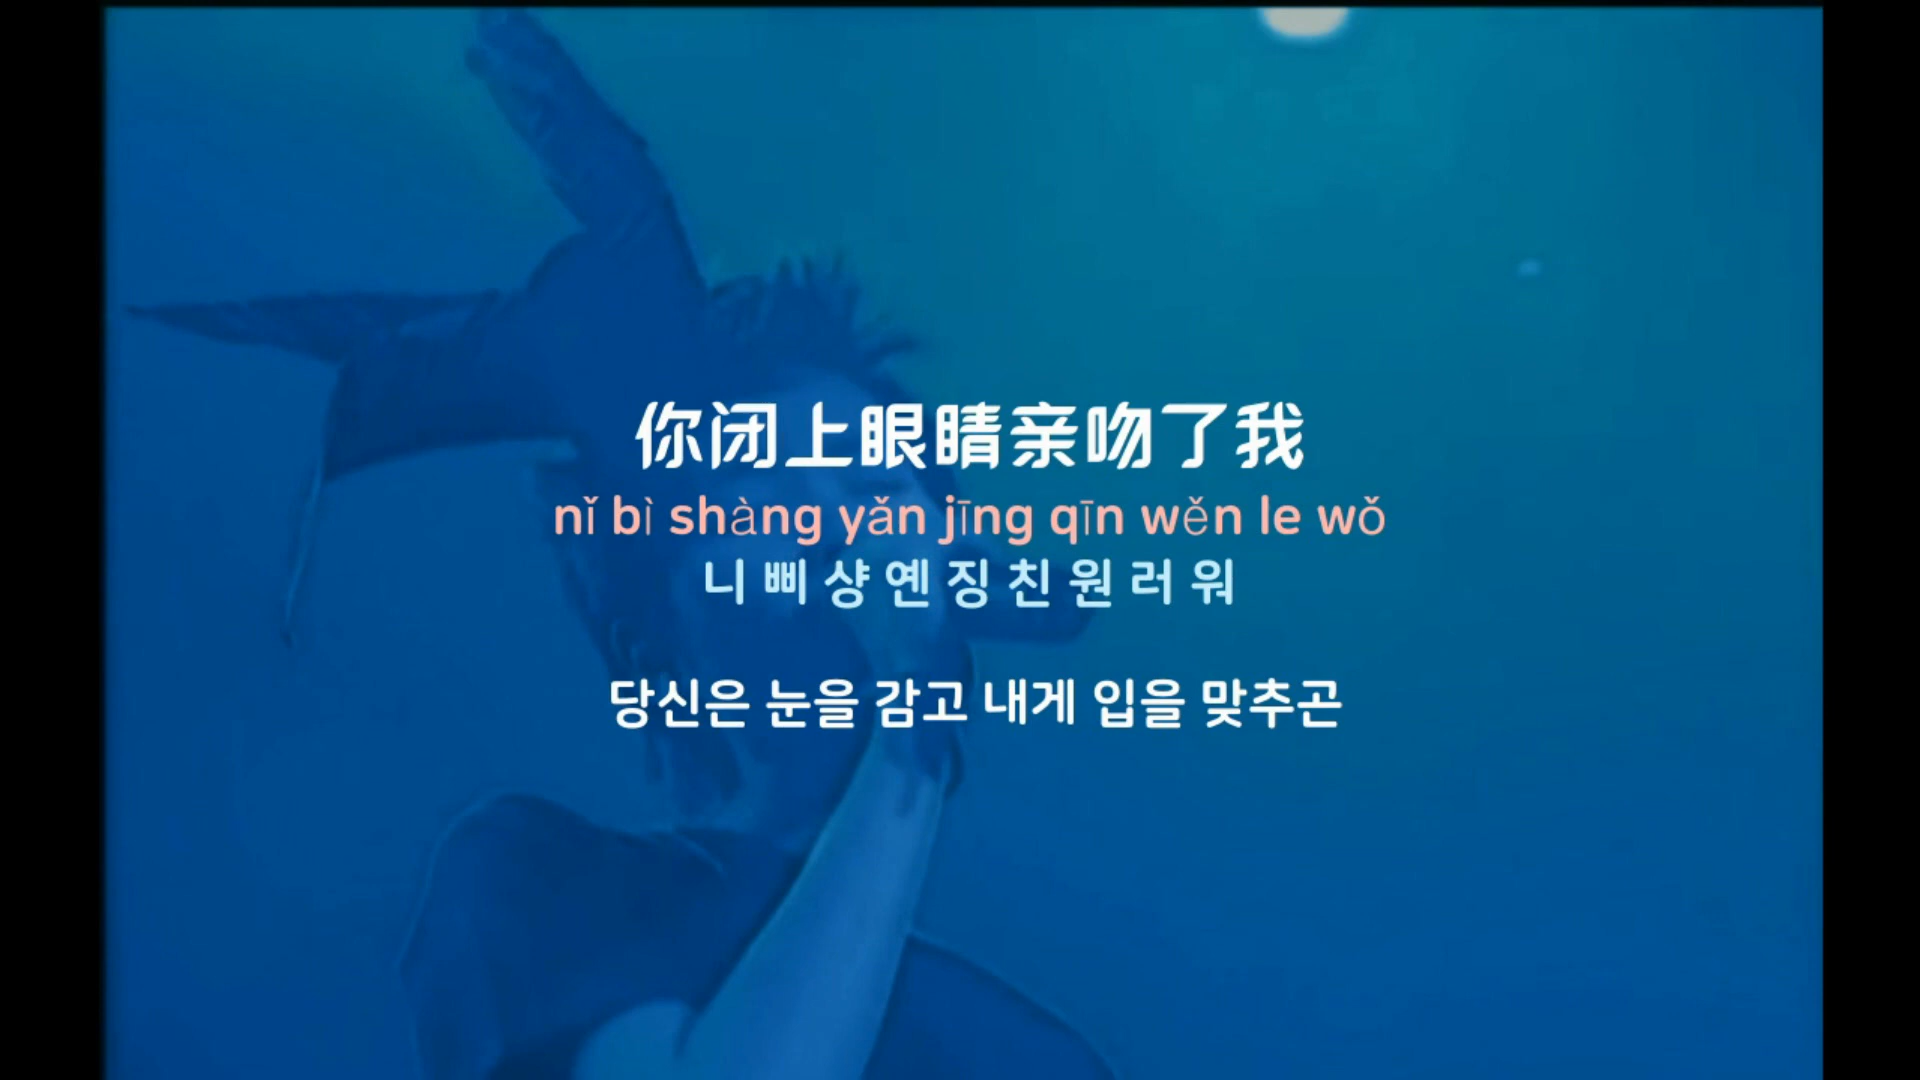 你闭上眼睛亲吻了我
nǐ bì shàng yǎn jīng qīn wěn le wǒ
니 삐 샹 옌 징 친 원 러 워
당신은 눈을 감고 내게 입을 맞추곤